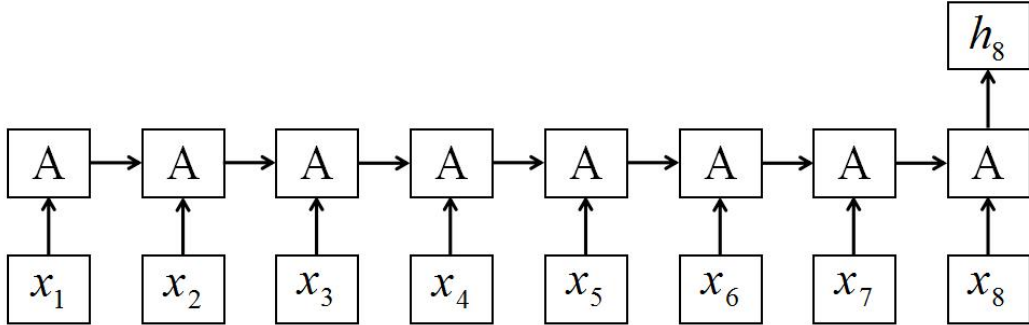 h₈
A A A A A A A A
x₁ x₂ x₃ x₄ x₅ x₆ x₇ x₈